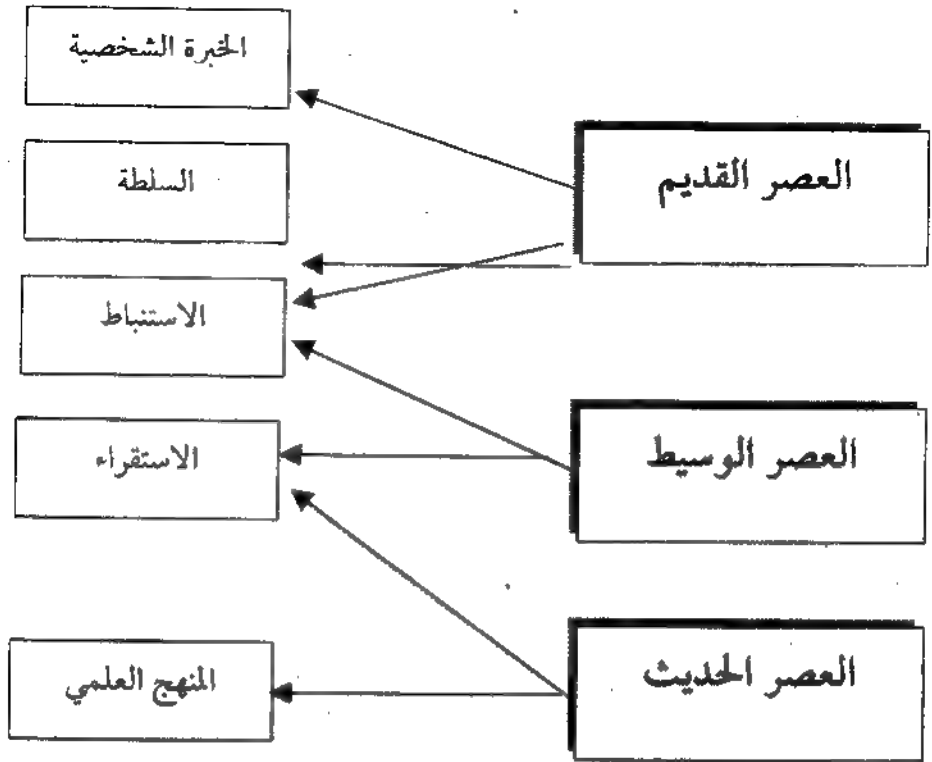 الخبرة الشخصية
العصر القديم
السلطة
الاستنباط
العصر الوسيط
الاستقراء
العصر الحديث
المنهج العلمي